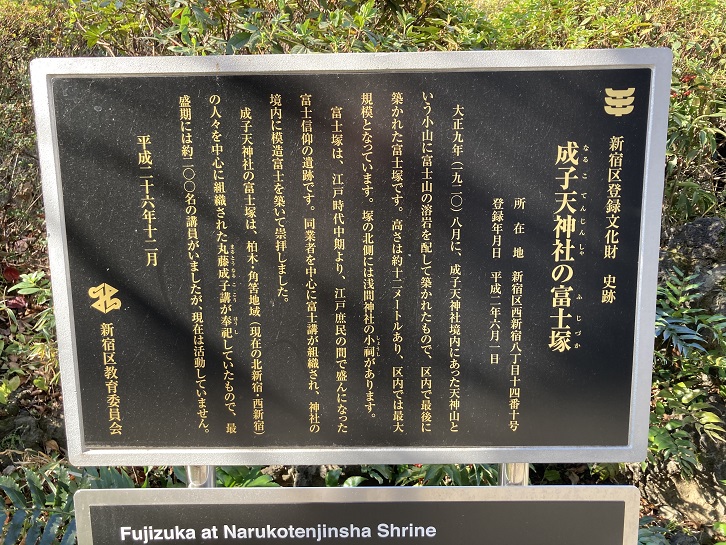 新宿区登録文化財　史跡
成子天神社の富士塚
なるこてんじんしゃ　ふじづか
所在地　新宿区西新宿八丁目十四番十号
登録年月日　平成二年六月一日
大正九年（一九二〇）八月に、成子天神社境内にあった天神山と
いう小山に富士山の溶岩を配して築かれたもので、区内で最後に
築かれた富士塚です。高さは約十二メートルあり、区内では最大
規模となっています。塚の北側には浅間神社の小祠があります。
しょうし
富士塚は、江戸時代中期より、江戸庶民の間で盛んになった
富士信仰の遺跡です。同業者を中心に富士講が組織され、神社の
境内に模造富士を築いて崇拝しました。
成子天神社の富士塚は、柏木・角筈地域（現在の北新宿・西新宿）
の人々を中心に組織された丸藤成子講が奉祀していたもので、最
まるとうなるここう　ほうし
盛期には約二〇〇名の講員がいましたが、現在は活動していません。
平成二十六年十二月
新宿区教育委員会
Fujizuka at Narukotenjinsha Shrine